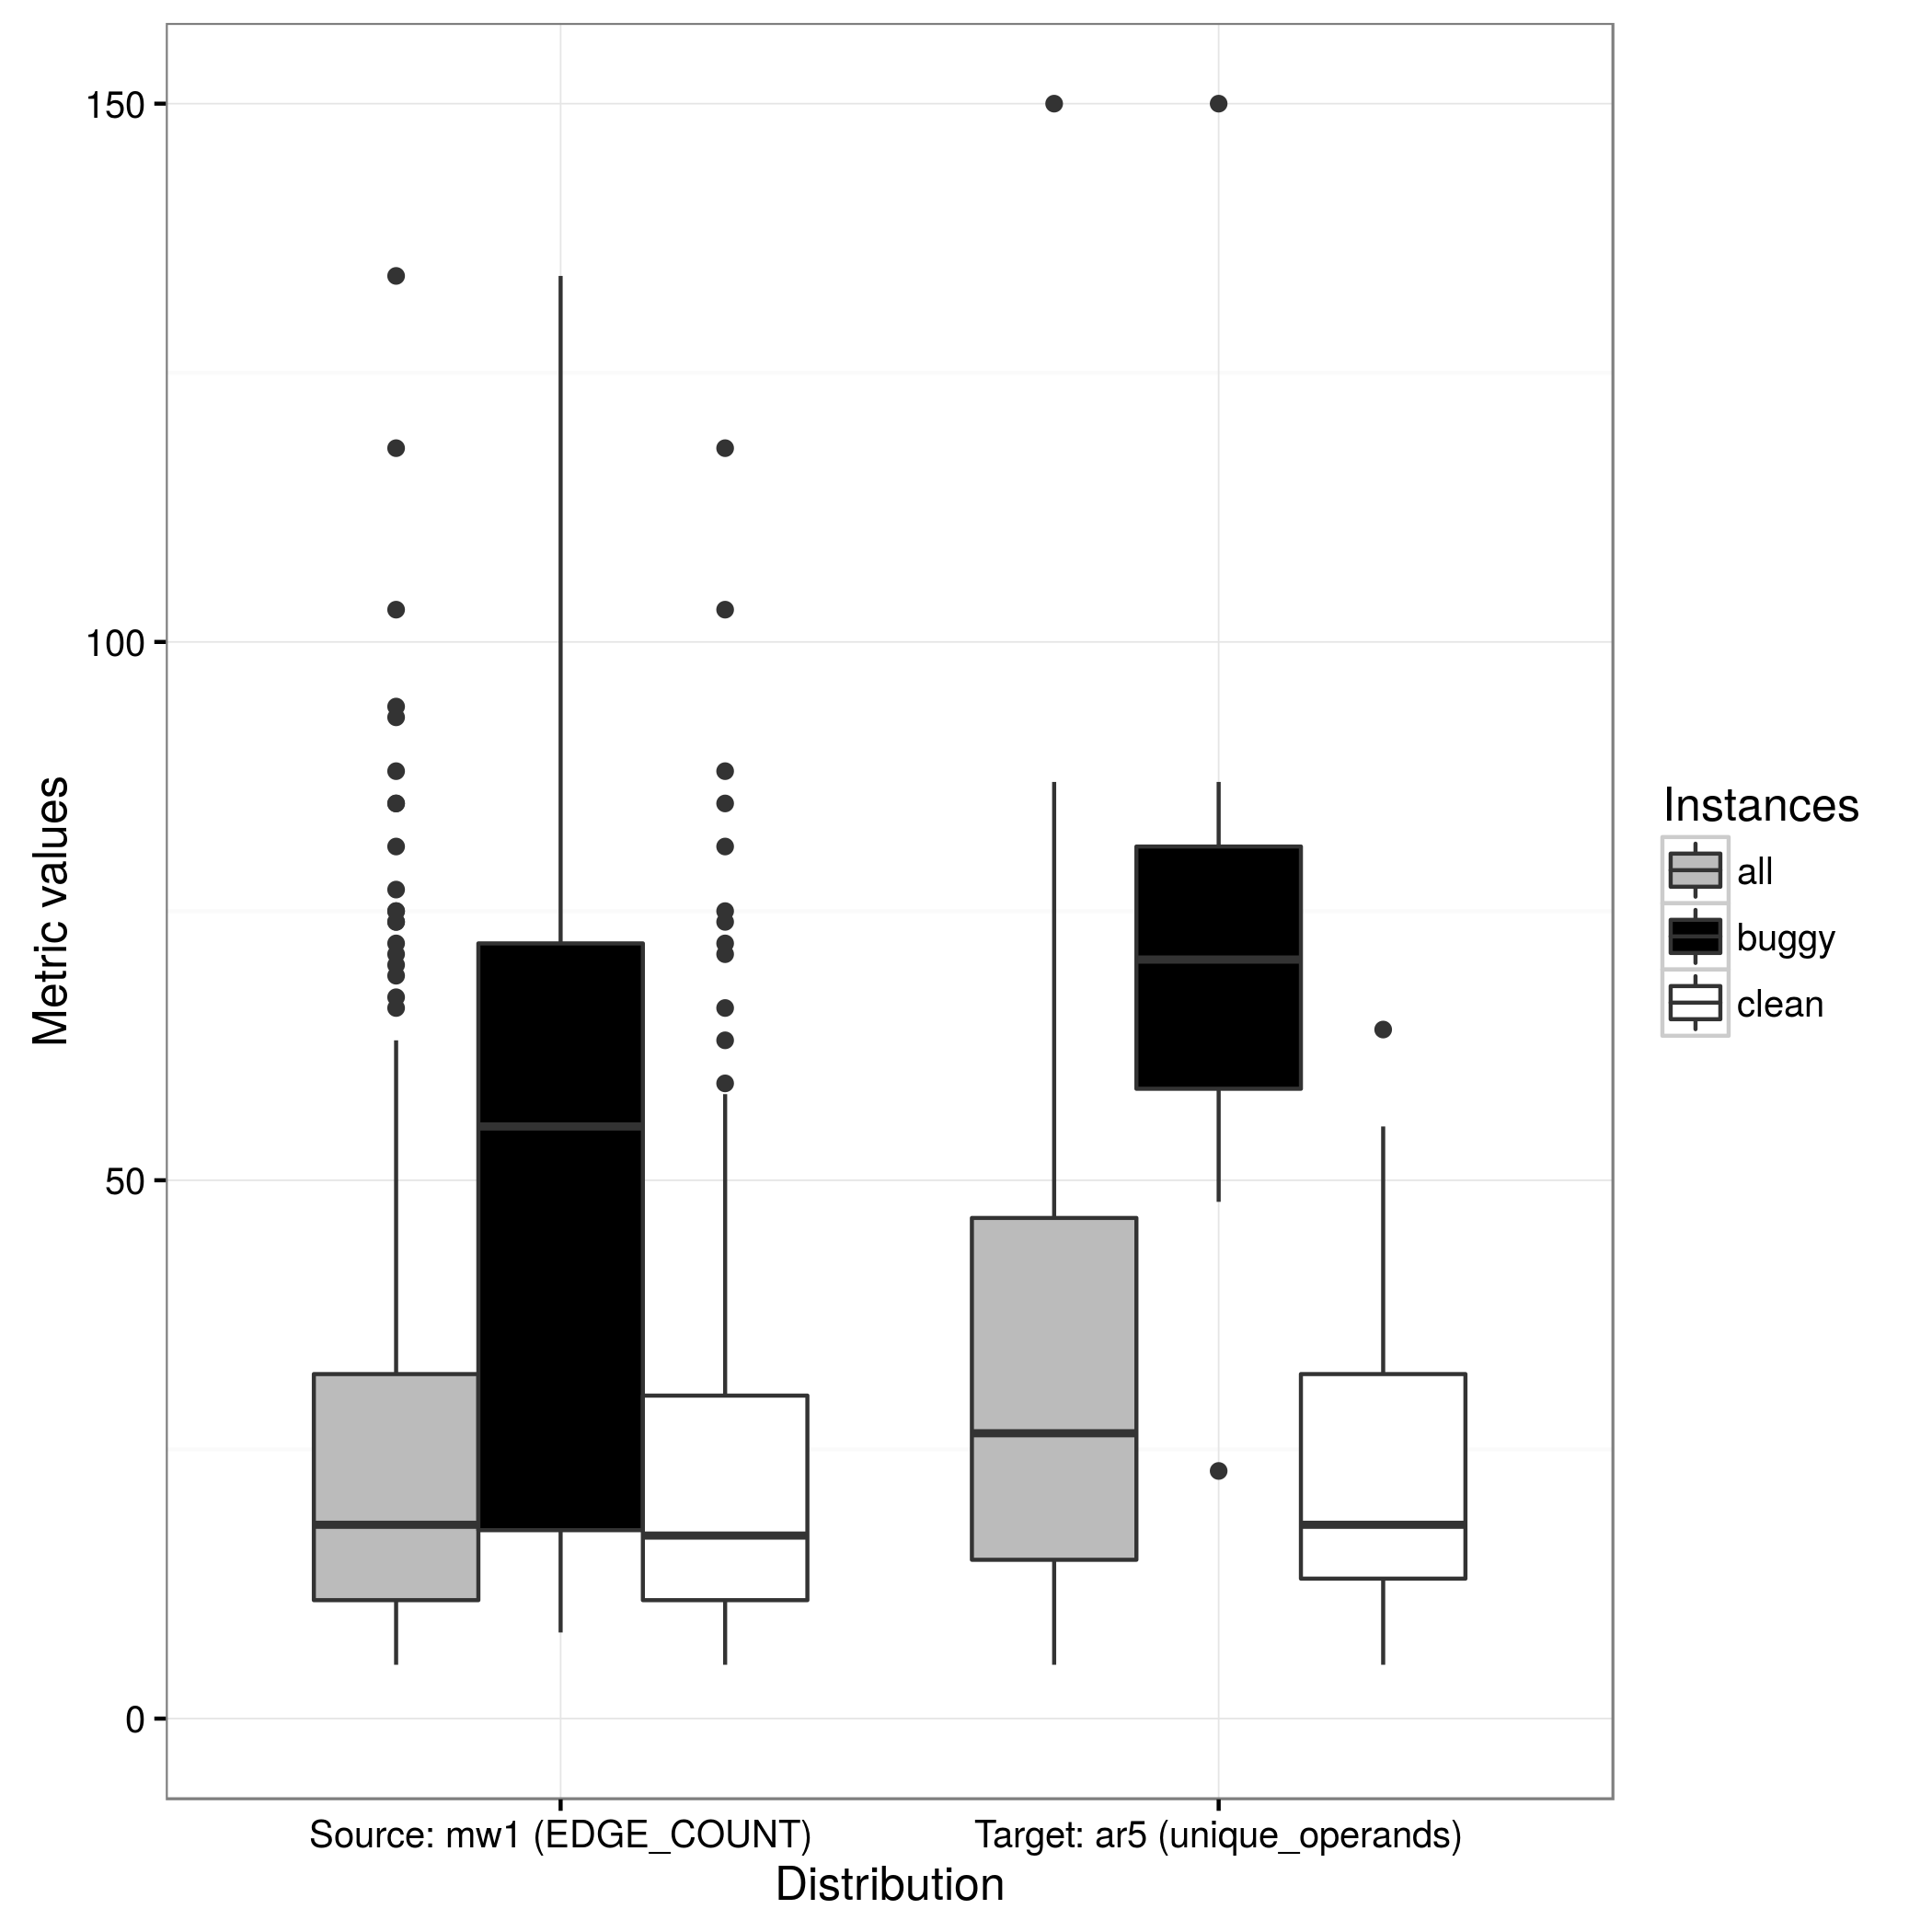 Metric values
150
100
50
0
Source: mw1 (EDGE_COUNT)
Target: ar5 (unique_operands)
Distribution
Instances
all
buggy
clean